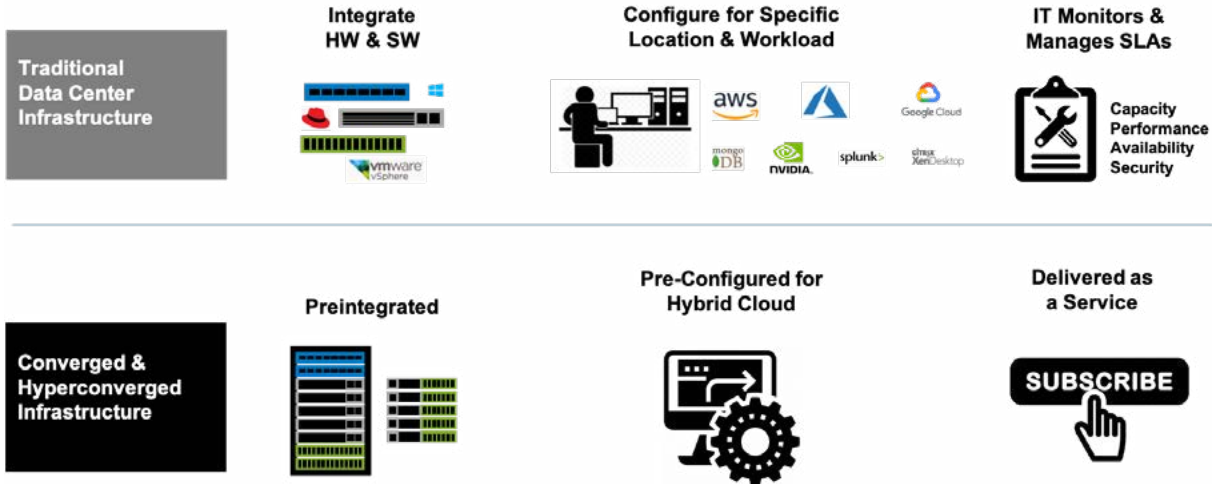 Integrate
HW & SW
Configure for Specific
Location & Workload
IT Monitors &
Manages SLAs
Traditional
Data Center
Infrastructure
vmware
vSphere
aws
Google Cloud
mongo
DB
NVIDIA.
splunk>
citrix
XenDesktop
Capacity
Performance
Availability
Security
Preintegrated
Pre-Configured for
Hybrid Cloud
Delivered as
a Service
Converged &
Hyperconverged
Infrastructure
SUBSCRIBE